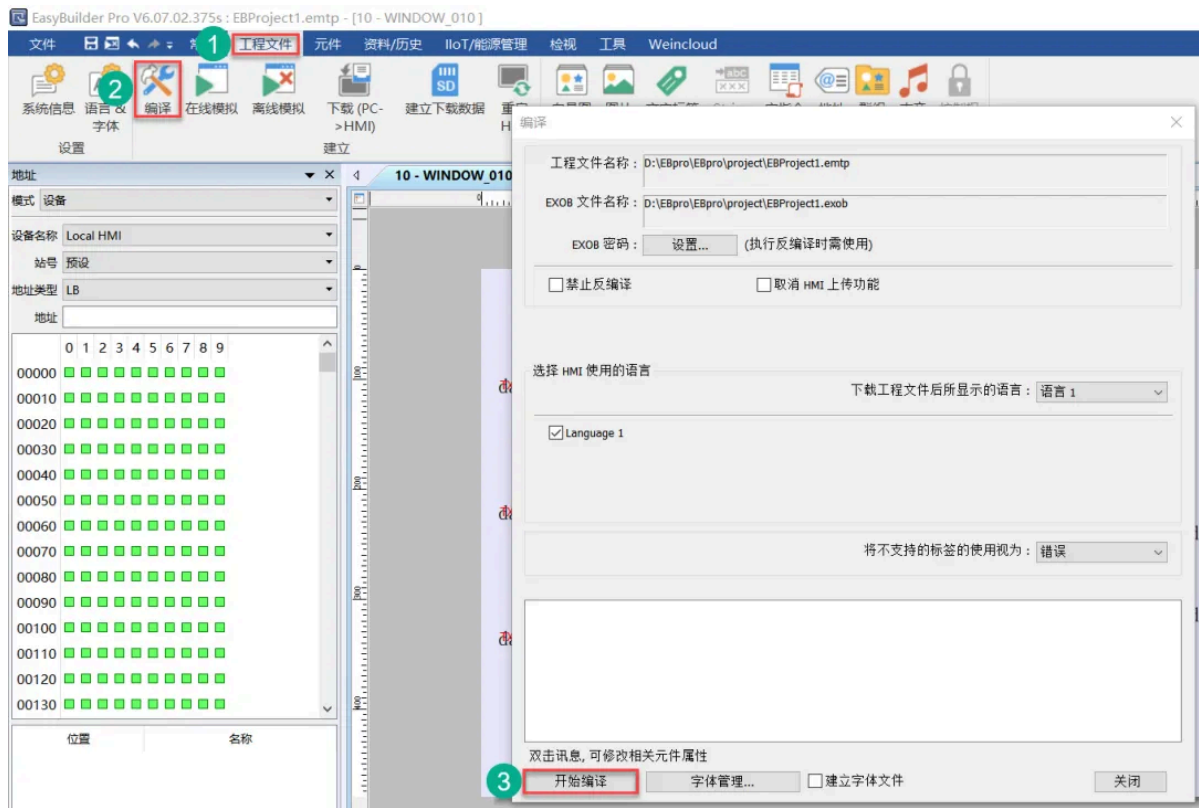 EasyBuilder Pro V6.07.02.375s : EBProject1.emtp - [10 - WINDOW_010 ]
文件 1 工程文件 元件 资料/历史 IIoT/能源管理 检视 工具 Weincloud
2
系统信息 语言 & 字体 编译 在线模拟 离线模拟 下载 (PC->HMI) 建立下载数据
设置 建立
编译
地址
10 - WINDOW_010
模式 设备
工程文件名称： D:\EBpro\EBpro\project\EBProject1.emtp
EXOB 文件名称： D:\EBpro\EBpro\project\EBProject1.exob
设备名称 Local HMI
EXOB 密码： 设置... (执行反编译时需使用)
站号 预设
地址类型 LB
禁止反编译 取消 HMI 上传功能
地址
0 1 2 3 4 5 6 7 8 9
00000
选择 HMI 使用的语言
00010
下载工程文件后所显示的语言： 语言 1
00020
00030
Language 1
00040
00050
00060
00070
将不支持的标签的使用视为： 错误
00080
00090
00100
00110
00120
00130
位置 名称
双击讯息, 可修改相关元件属性
3 开始编译 字体管理... 建立字体文件 关闭